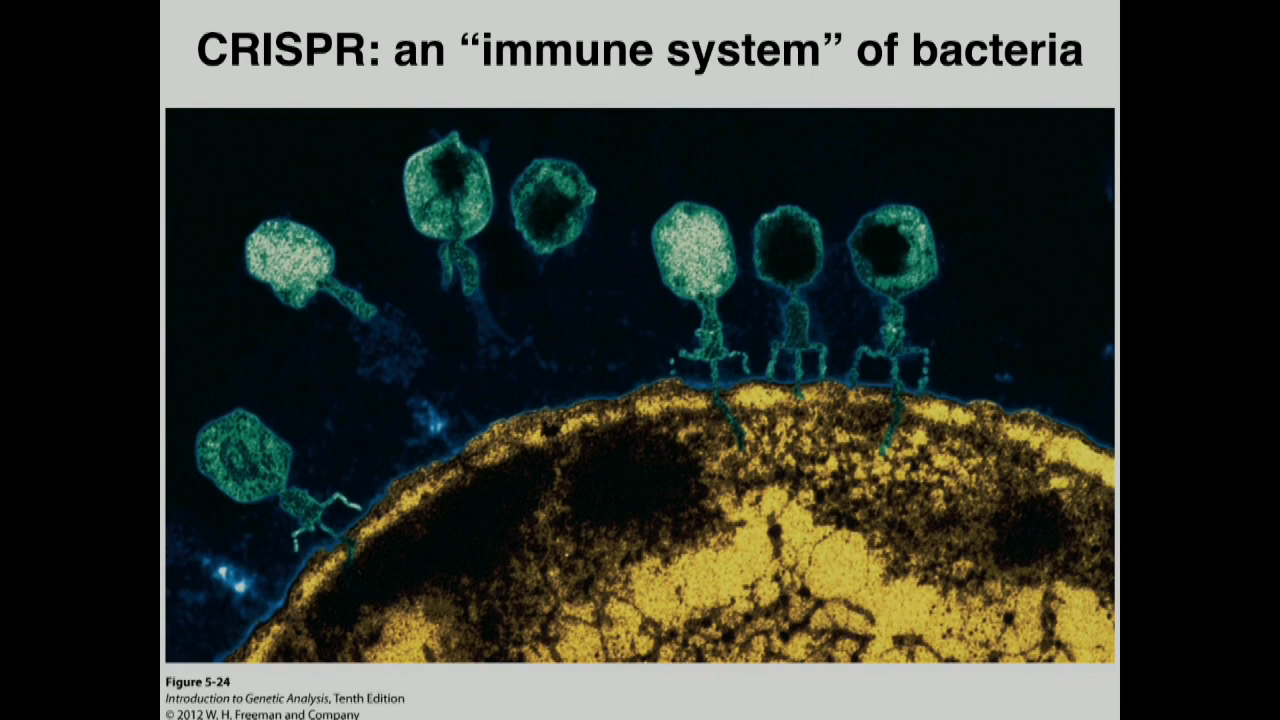 CRISPR: an “immune system” of bacteria
Figure 5-24
Introduction to Genetic Analysis, Tenth Edition
© 2012 W. H. Freeman and Company